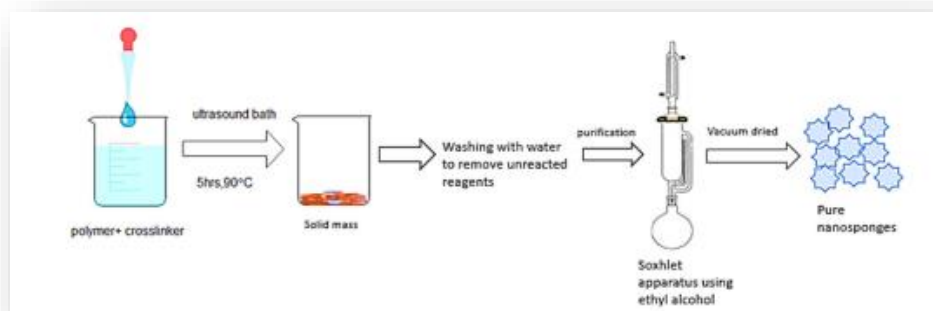 ultrasound bath
5hrs,90°C
polymer+ crosslinker
Solid mass
Washing with water
to remove unreacted
reagents
purification
Soxhlet
apparatus using
ethyl alcohol
Vacuum dried
Pure
nanosponges